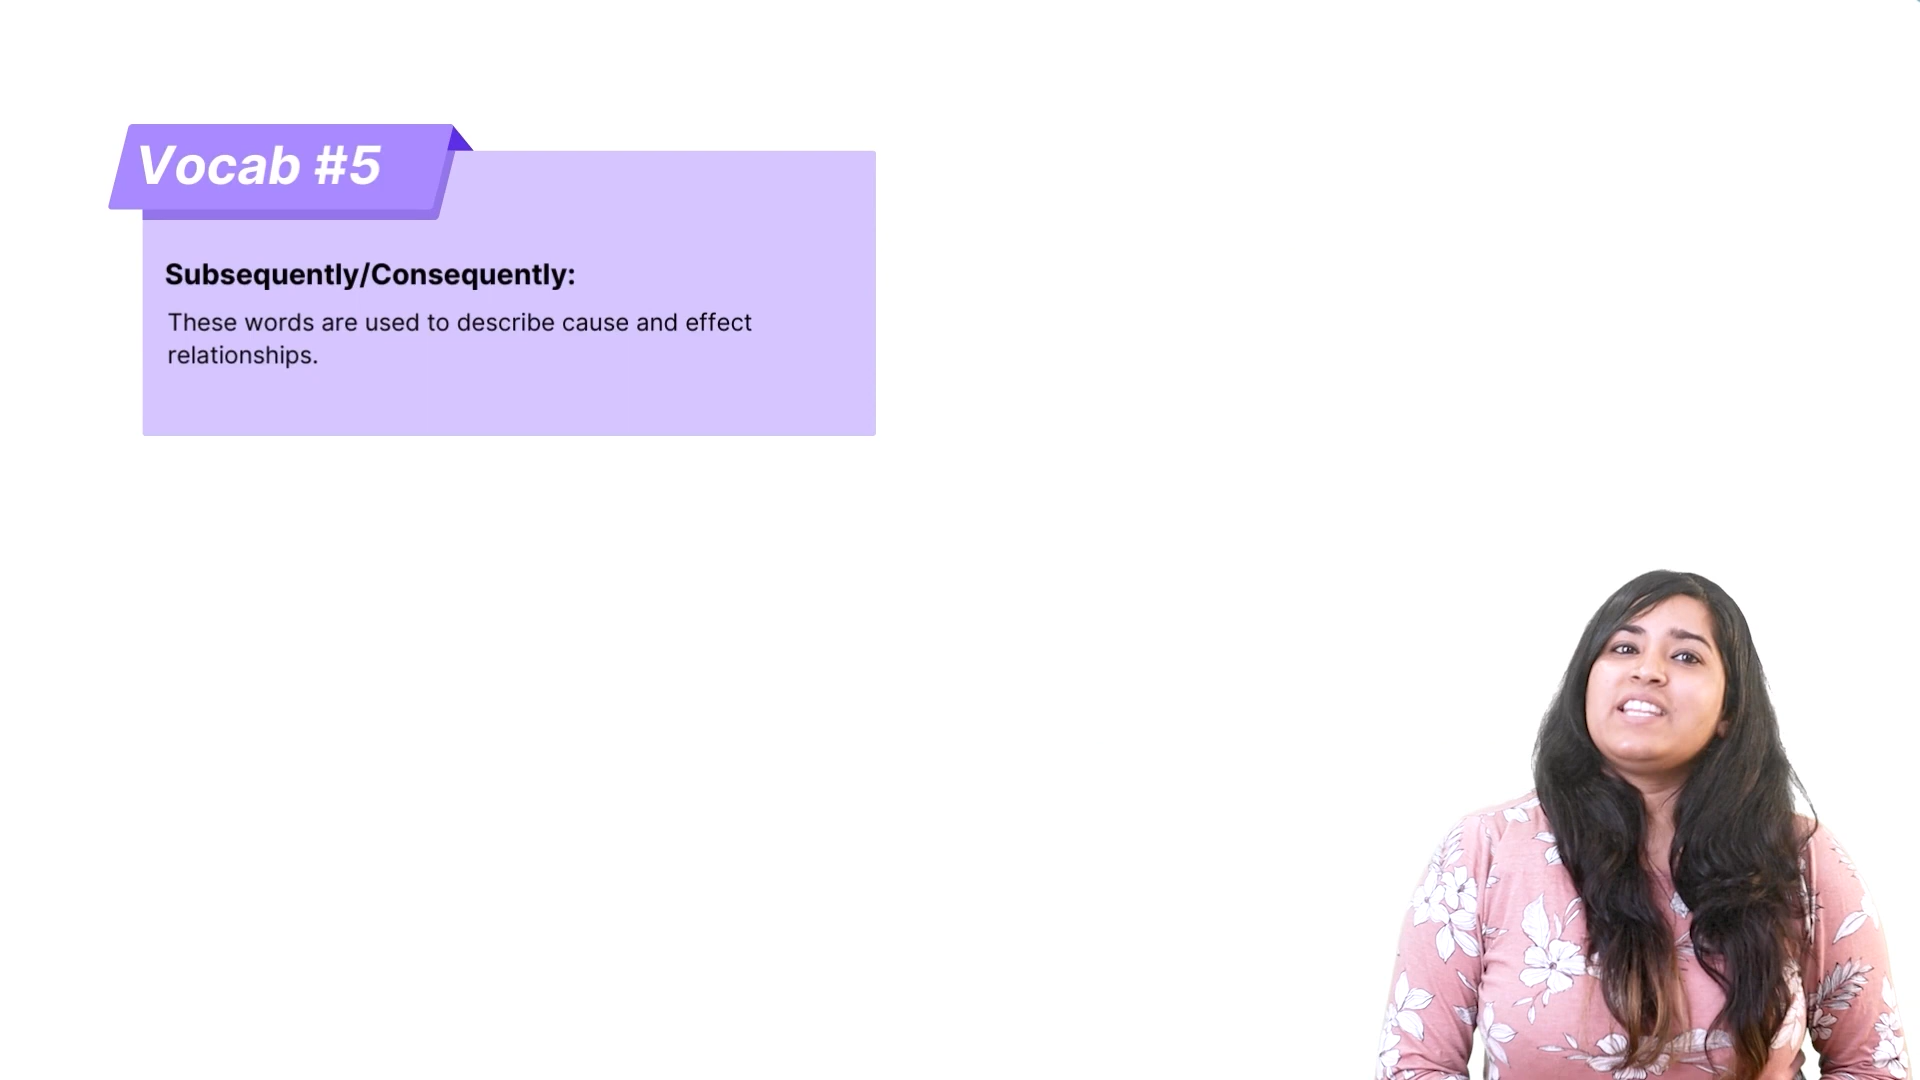 Vocab #5
Subsequently/Consequently:
These words are used to describe cause and effect
relationships.